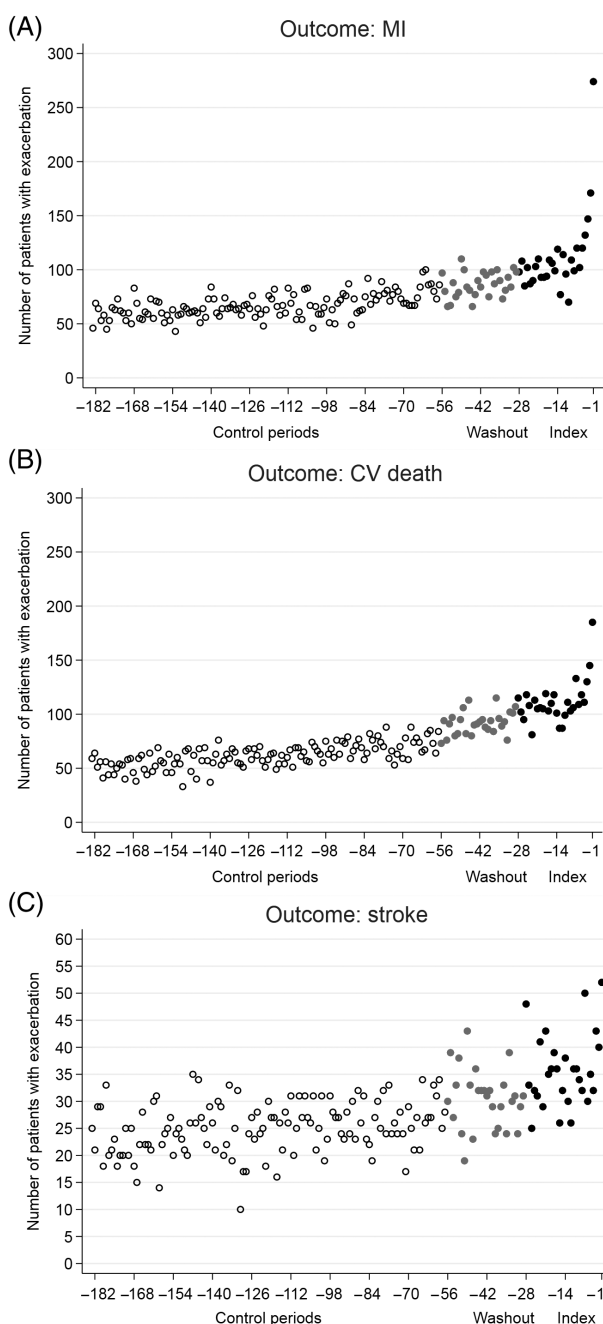 (A)
Outcome: MI
Number of patients with exacerbation
300
250
200
150
100
50
0
−182 −168 −154 −140 −126 −112 −98 −84 −70 −56 −42 −28 −14 −1
Control periods Washout Index
(B)
Outcome: CV death
Number of patients with exacerbation
300
250
200
150
100
50
0
−182 −168 −154 −140 −126 −112 −98 −84 −70 −56 −42 −28 −14 −1
Control periods Washout Index
(C)
Outcome: stroke
Number of patients with exacerbation
60
55
50
45
40
35
30
25
20
15
10
5
0
−182 −168 −154 −140 −126 −112 −98 −84 −70 −56 −42 −28 −14 −1
Control periods Washout Index